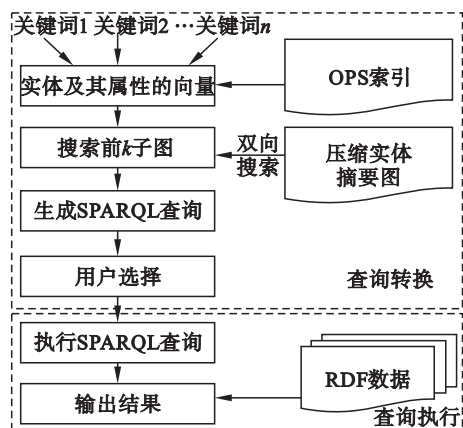 关键词1 关键词2 …关键词n
实体及其属性的向量
OPS索引
搜索前k子图
双向
搜索
压缩实体
摘要图
生成SPARQL查询
用户选择
查询转换
执行SPARQL查询
RDF数据
输出结果
查询执行